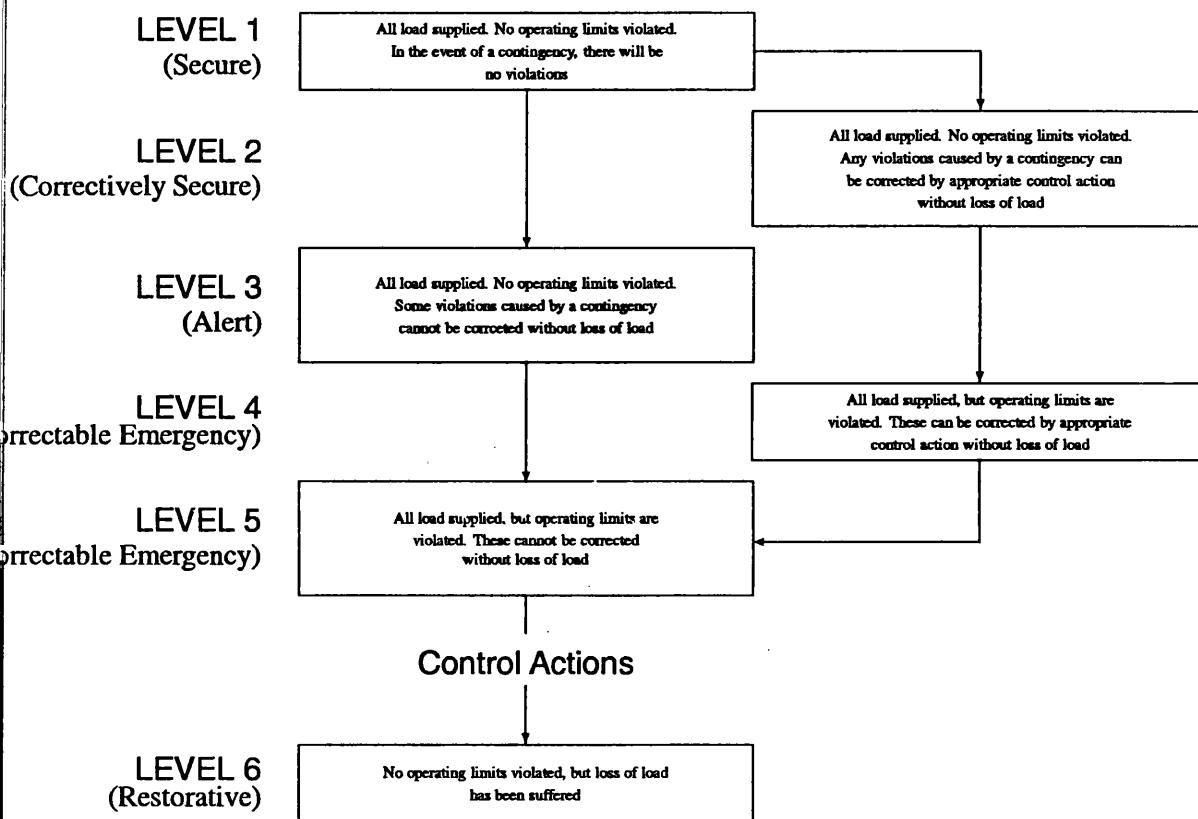 LEVEL 1
(Secure)
All load supplied. No operating limits violated.
In the event of a contingency, there will be
no violations
LEVEL 2
(Correctively Secure)
All load supplied. No operating limits violated.
Any violations caused by a contingency can
be corrected by appropriate control action
without loss of load
LEVEL 3
(Alert)
All load supplied. No operating limits violated.
Some violations caused by a contingency
cannot be corrceted without loss of load
LEVEL 4
orrectable Emergency)
All load supplied, but operating limits are
violated. These can be corrected by appropriate
control action without loss of load
LEVEL 5
orrectable Emergency)
All load supplied, but operating limits are
violated. These cannot be corrected
without loss of load
Control Actions
LEVEL 6
(Restorative)
No operating limits violated, but loss of load
has been suffered